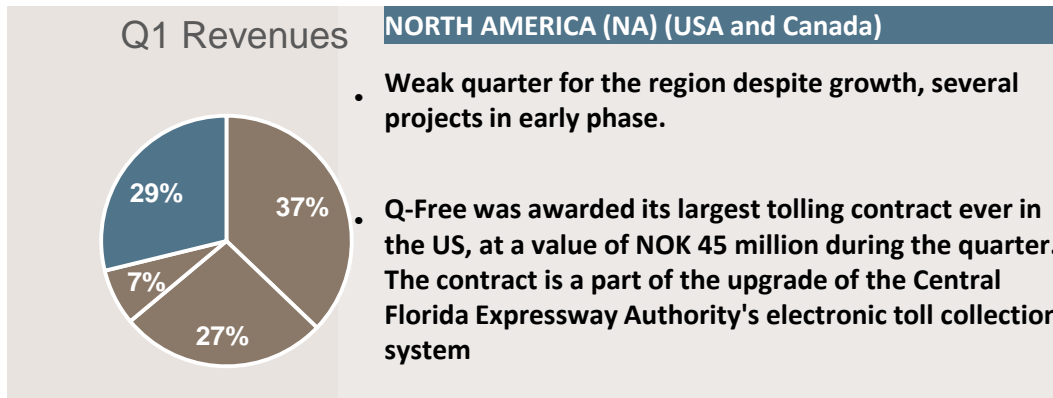 Q1 Revenues
29%
37%
7%
27%
NORTH AMERICA (NA) (USA and Canada)
• Weak quarter for the region despite growth, several
projects in early phase.
• Q-Free was awarded its largest tolling contract ever in
the US, at a value of NOK 45 million during the quarter.
The contract is a part of the upgrade of the Central
Florida Expressway Authority's electronic toll collection
system